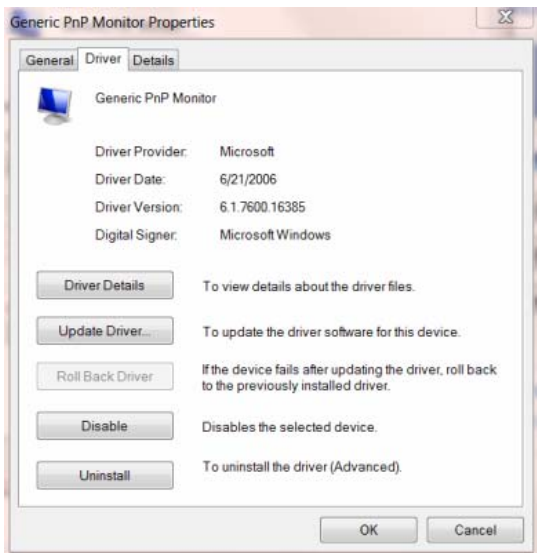 Generic PnP Monitor Properties
General Driver Details
Generic PnP Monitor
Driver Provider: Microsoft
Driver Date: 6/21/2006
Driver Version: 6.1.7600.16385
Digital Signer: Microsoft Windows
Driver Details To view details about the driver files.
Update Driver... To update the driver software for this device.
Roll Back Driver If the device fails after updating the driver, roll back
to the previously installed driver.
Disable Disables the selected device.
Uninstall To uninstall the driver (Advanced).
OK Cancel